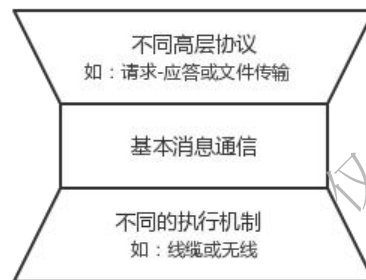 不同高层协议
如：请求-应答或文件传输
基本消息通信
不同的执行机制
如：线缆或无线
仅